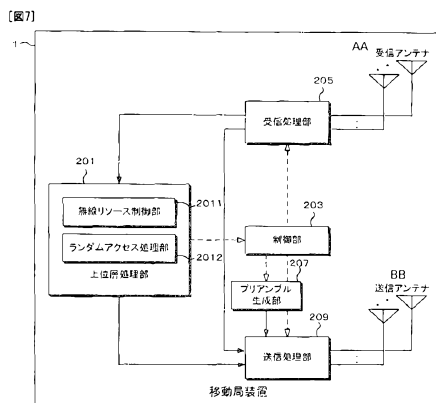 [図7]
1
AA
受信アンテナ
205
受信処理部
201
無線リソース制御部
2011
203
ランダムアクセス処理部
制御部
2012
上位層処理部
207
プリアンブル
生成部
BB
送信アンテナ
209
送信処理部
移動局装置